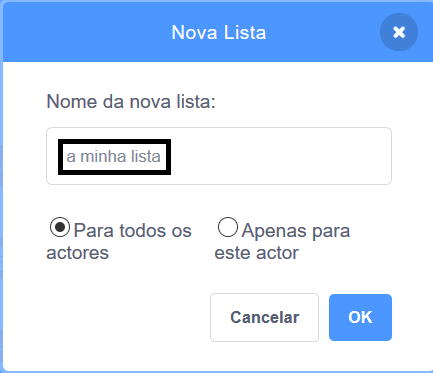 Nova Lista
Nome da nova lista:
a minha lista
Para todos os
actores
Apenas para
este actor
Cancelar
OK